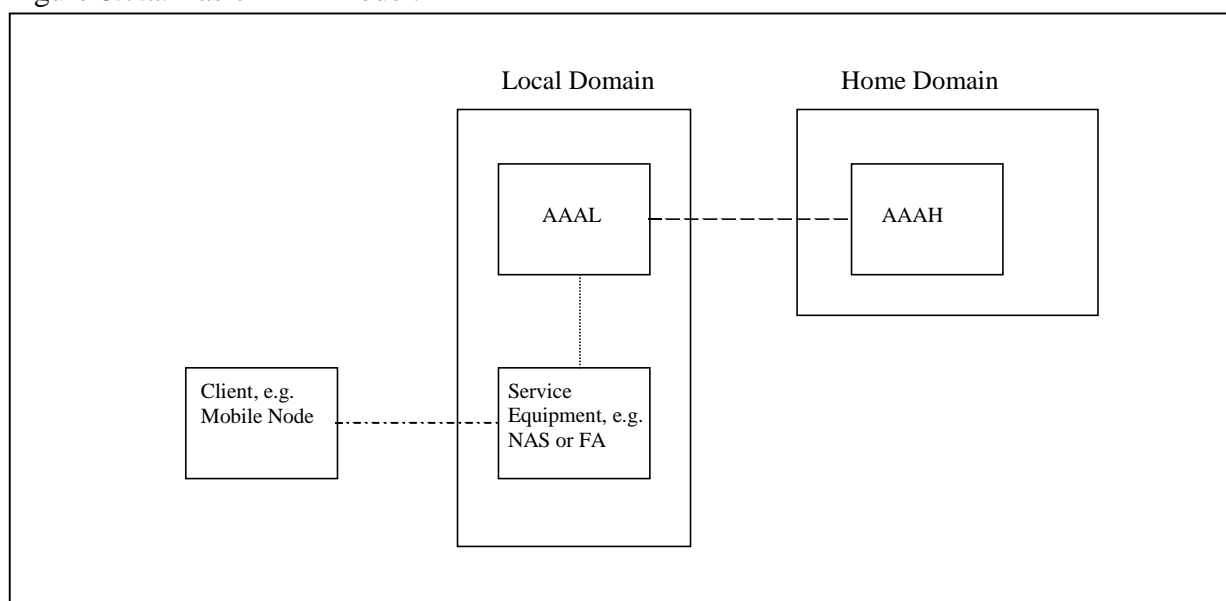 Local Domain
Home Domain
AAAL
AAAH
Client, e.g.
Mobile Node
Service
Equipment, e.g.
NAS or FA